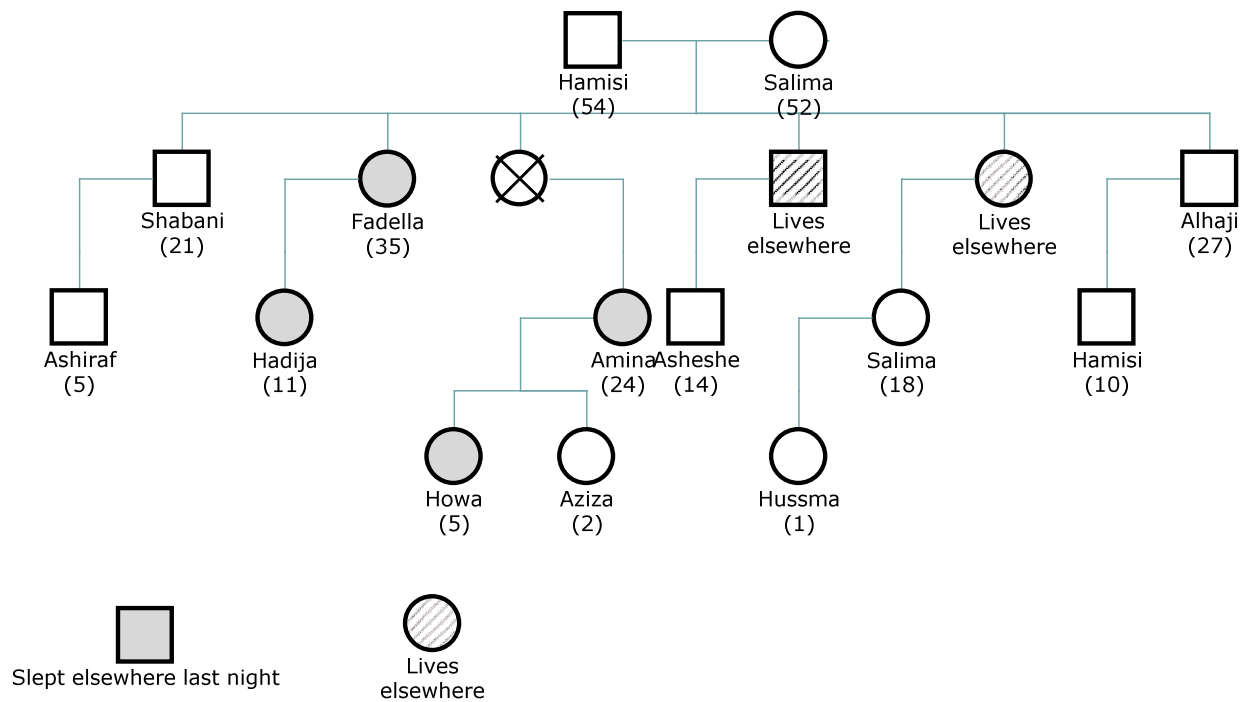 Hamisi
(54)
Salima
(52)
Shabani
(21)
Fadella
(35)
Lives
elsewhere
Lives
elsewhere
Alhaji
(27)
Ashiraf
(5)
Hadija
(11)
Amina
(24)
Asheshe
(14)
Salima
(18)
Hamisi
(10)
Howa
(5)
Aziza
(2)
Hussma
(1)
Slept elsewhere last night
Lives
elsewhere